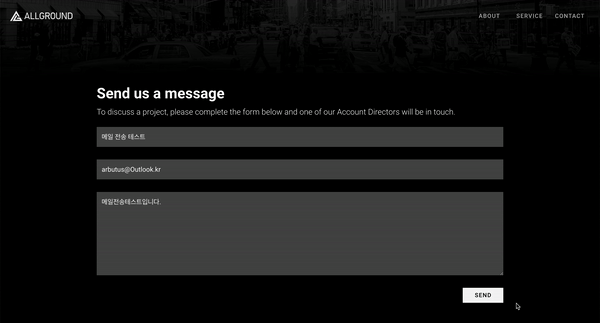 ALLGROUND
ABOUT SERVICE CONTACT
Send us a message
To discuss a project, please complete the form below and one of our Account Directors will be in touch.
메일 전송 테스트
arbutus@Outlook.kr
메일전송테스트입니다.
SEND